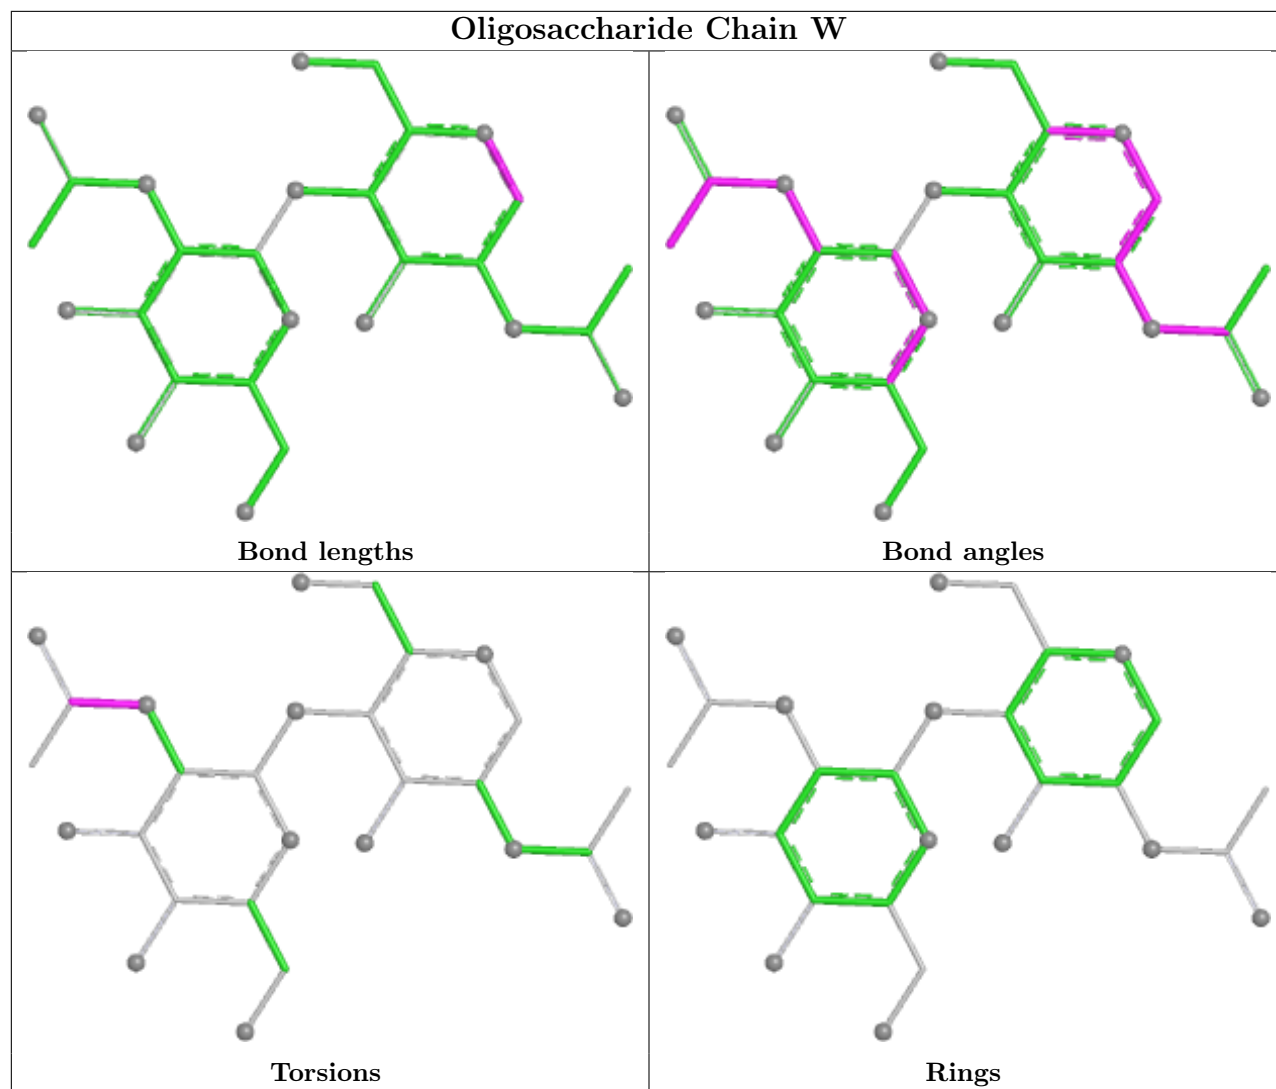 Oligosaccharide Chain W
Bond lengths
Bond angles
Torsions
Rings